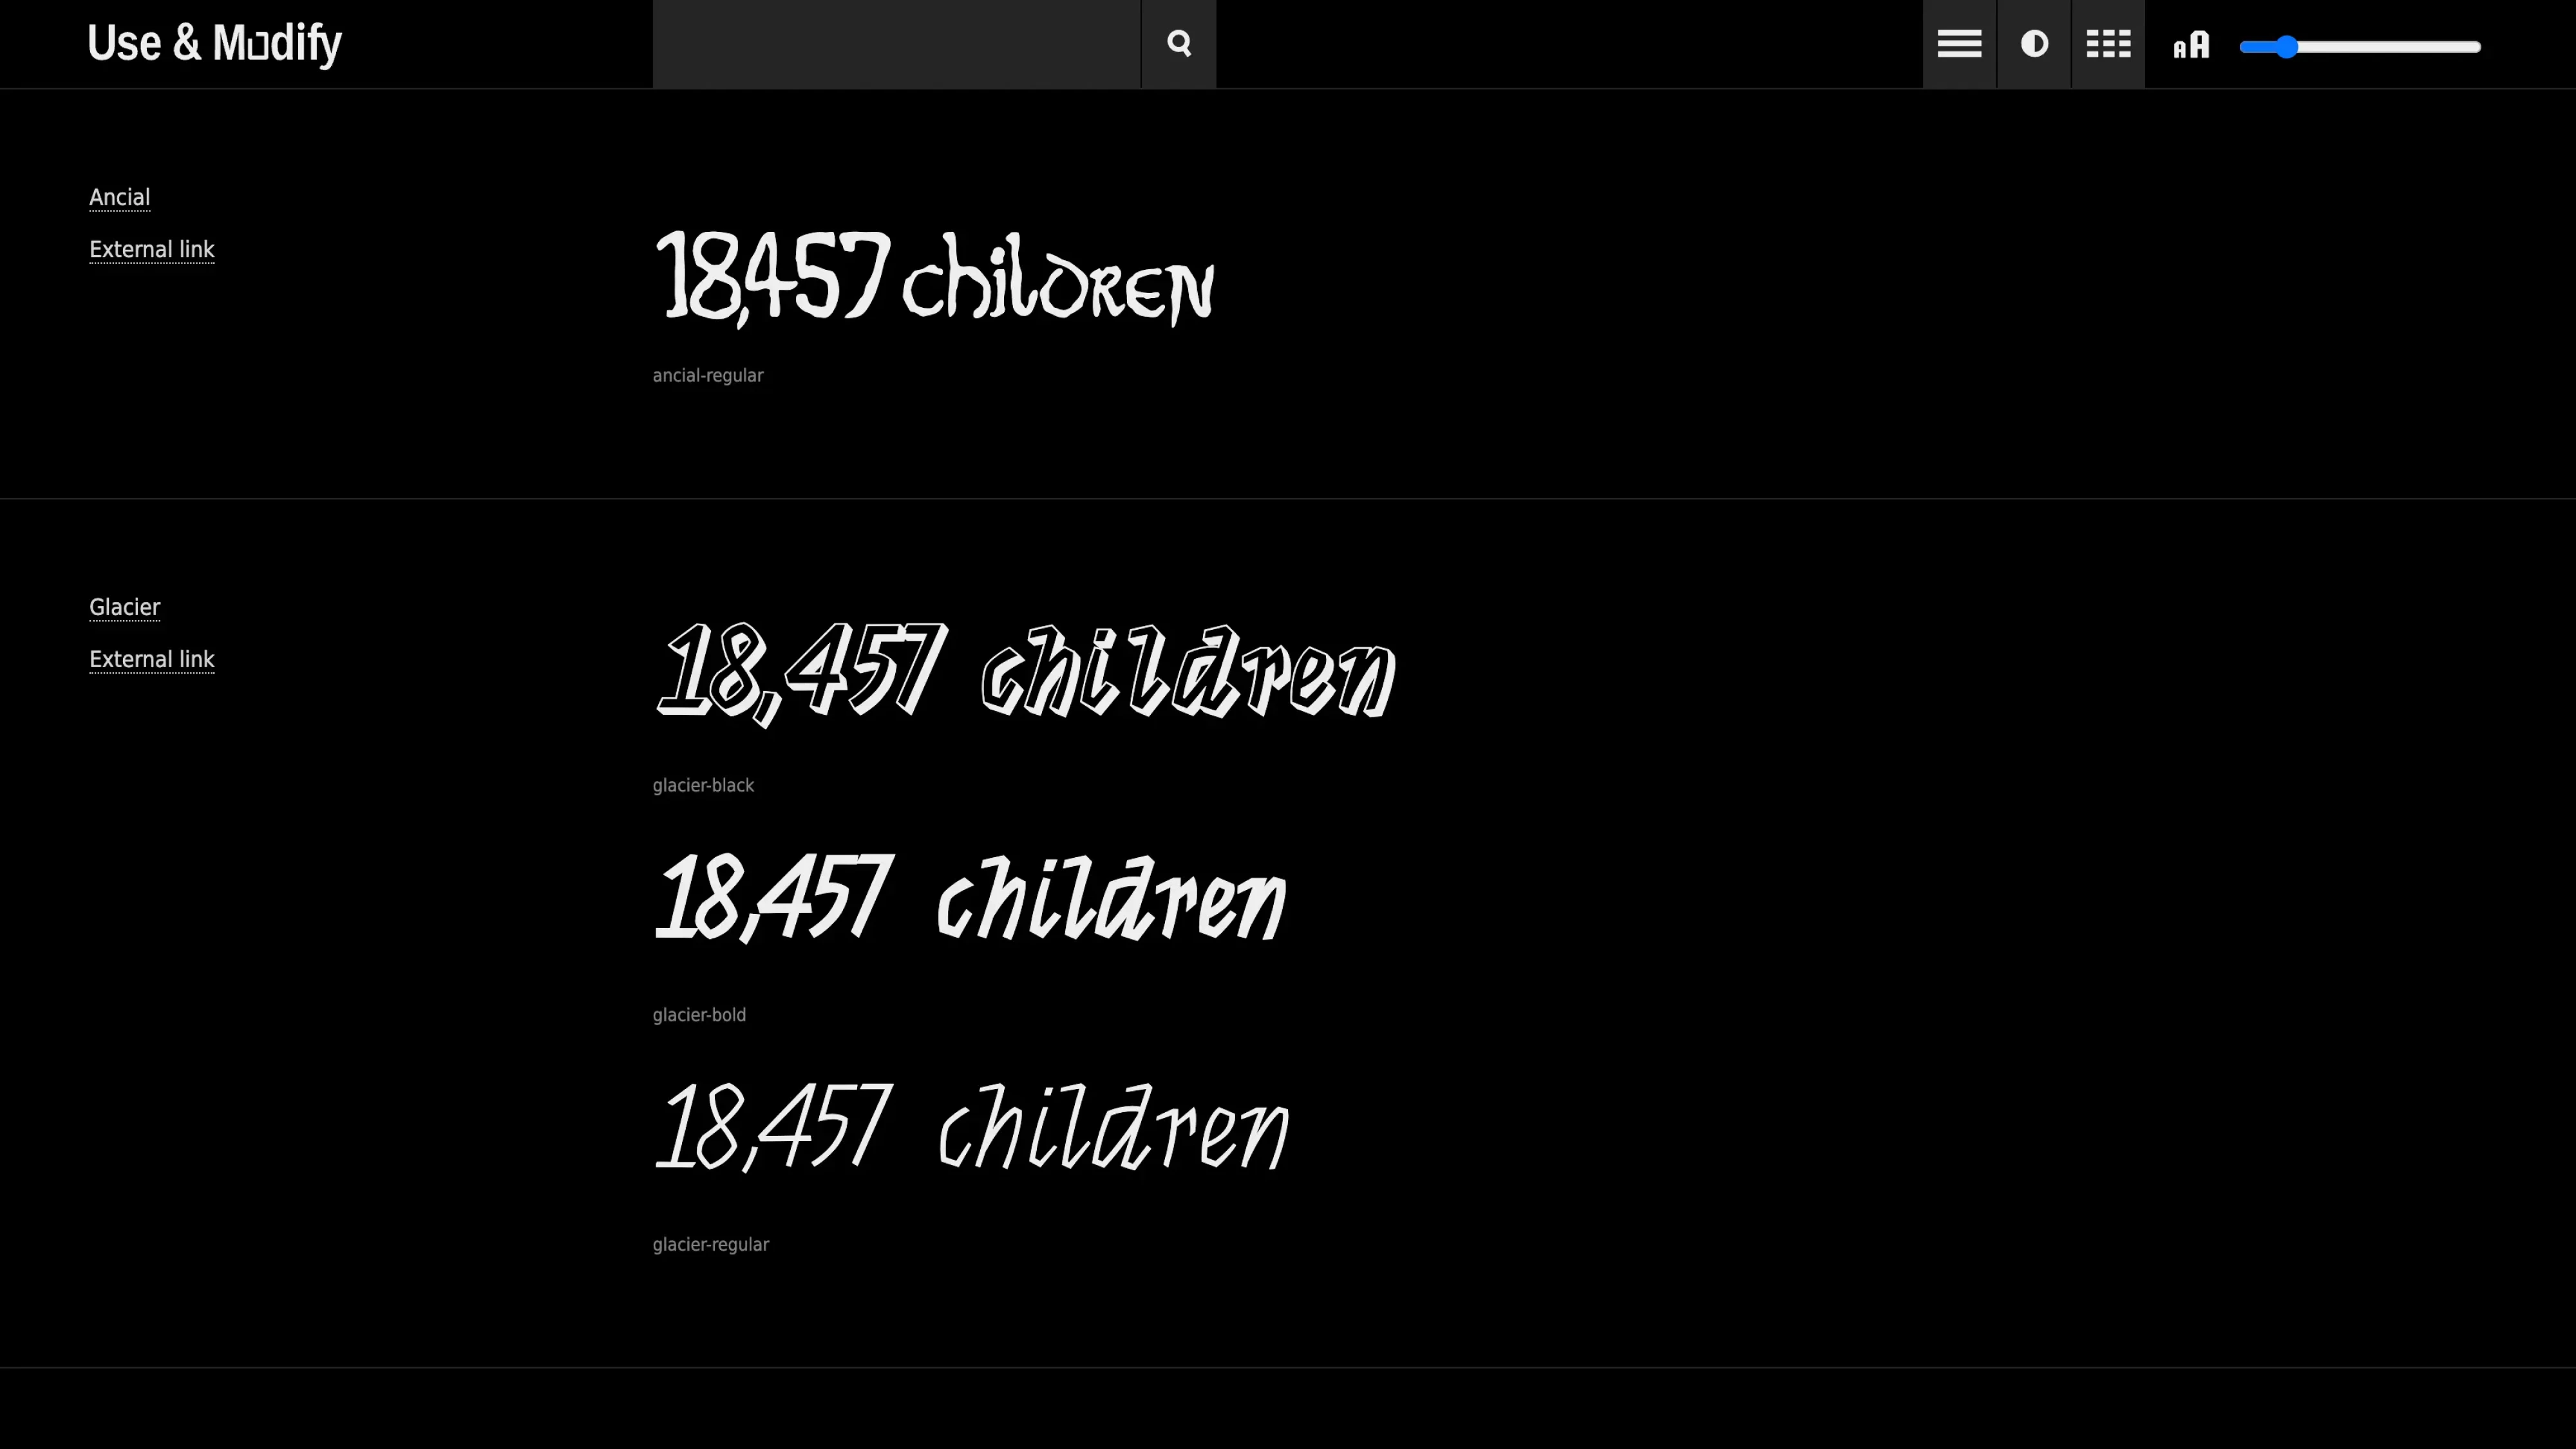 Use & Modify
Ancial
External link
18,457 children
ancial-regular
Glacier
External link
18,457 children
glacier-black
18,457 children
glacier-bold
18,457 children
glacier-regular